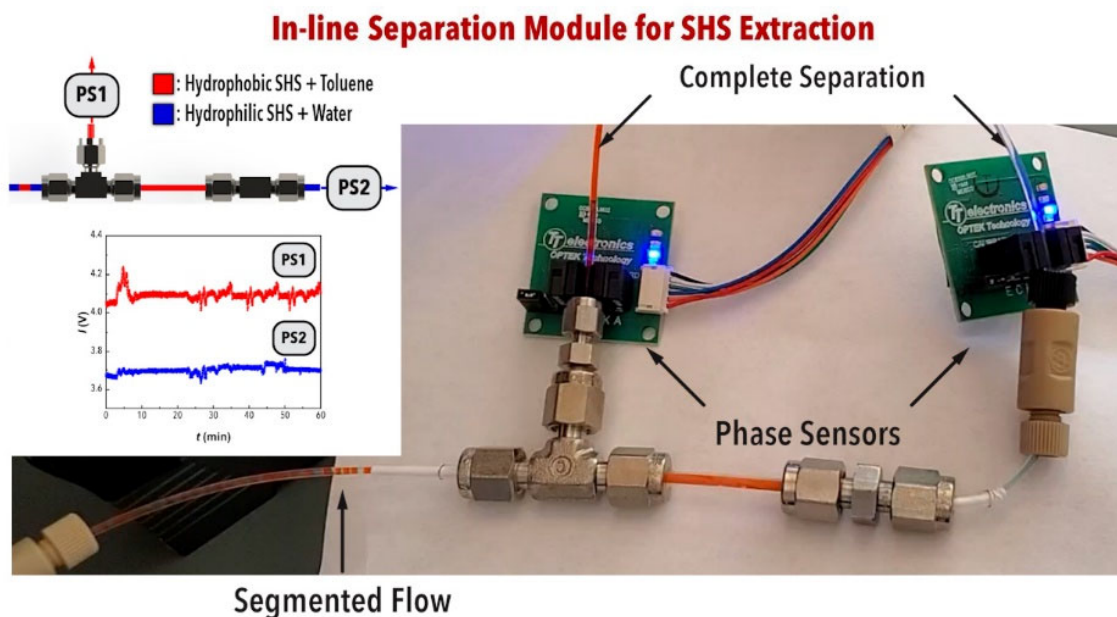 In-line Separation Module for SHS Extraction
PS1
: Hydrophobic SHS + Toluene
: Hydrophilic SHS + Water
PS2
Complete Separation
TT electronics
OPTEK Technology
TT electronics
OPTEK Technology
4.4
4.2
4.0
3.8
3.6
I (V)
PS1
PS2
0
10
20
30
40
50
60
t (min)
Phase Sensors
Segmented Flow